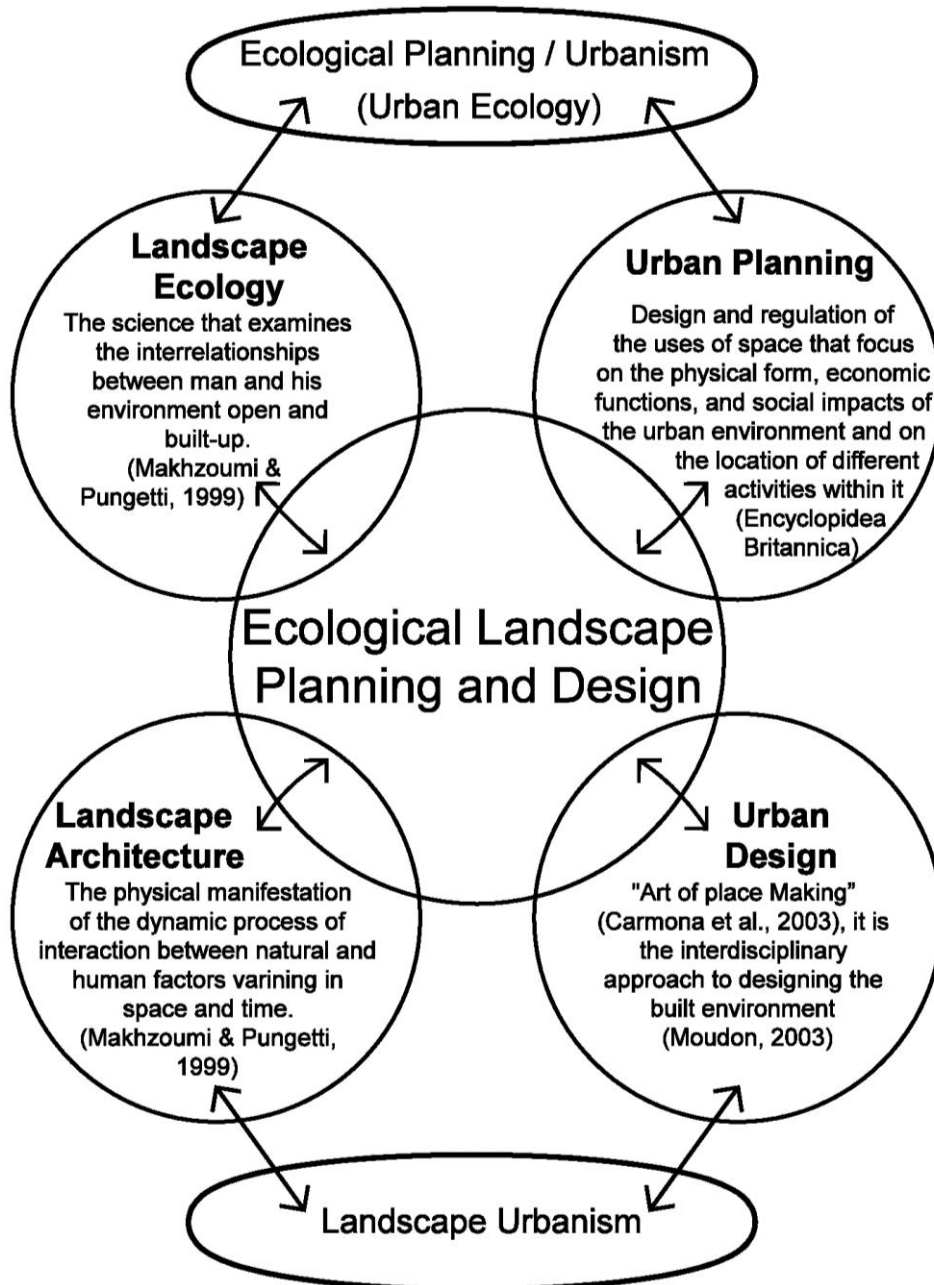 Ecological Planning / Urbanism
(Urban Ecology)
Landscape
Ecology
The science that examines
the interrelationships
between man and his
environment open and
built-up.
(Makhzoumi &
Pungetti, 1999)
Urban Planning
Design and regulation of
the uses of space that focus
on the physical form, economic
functions, and social impacts of
the urban environment and on
the location of different
activities within it
(Encyclopidea
Britannica)
Ecological Landscape
Planning and Design
Landscape
Architecture
The physical manifestation
of the dynamic process of
interaction between natural and
human factors varining in
space and time.
(Makhzoumi & Pungetti,
1999)
Urban
Design
"Art of place Making”
(Carmona et al., 2003), it is
the interdisciplinary
approach to designing the
built environment
(Moudon, 2003)
Landscape Urbanism